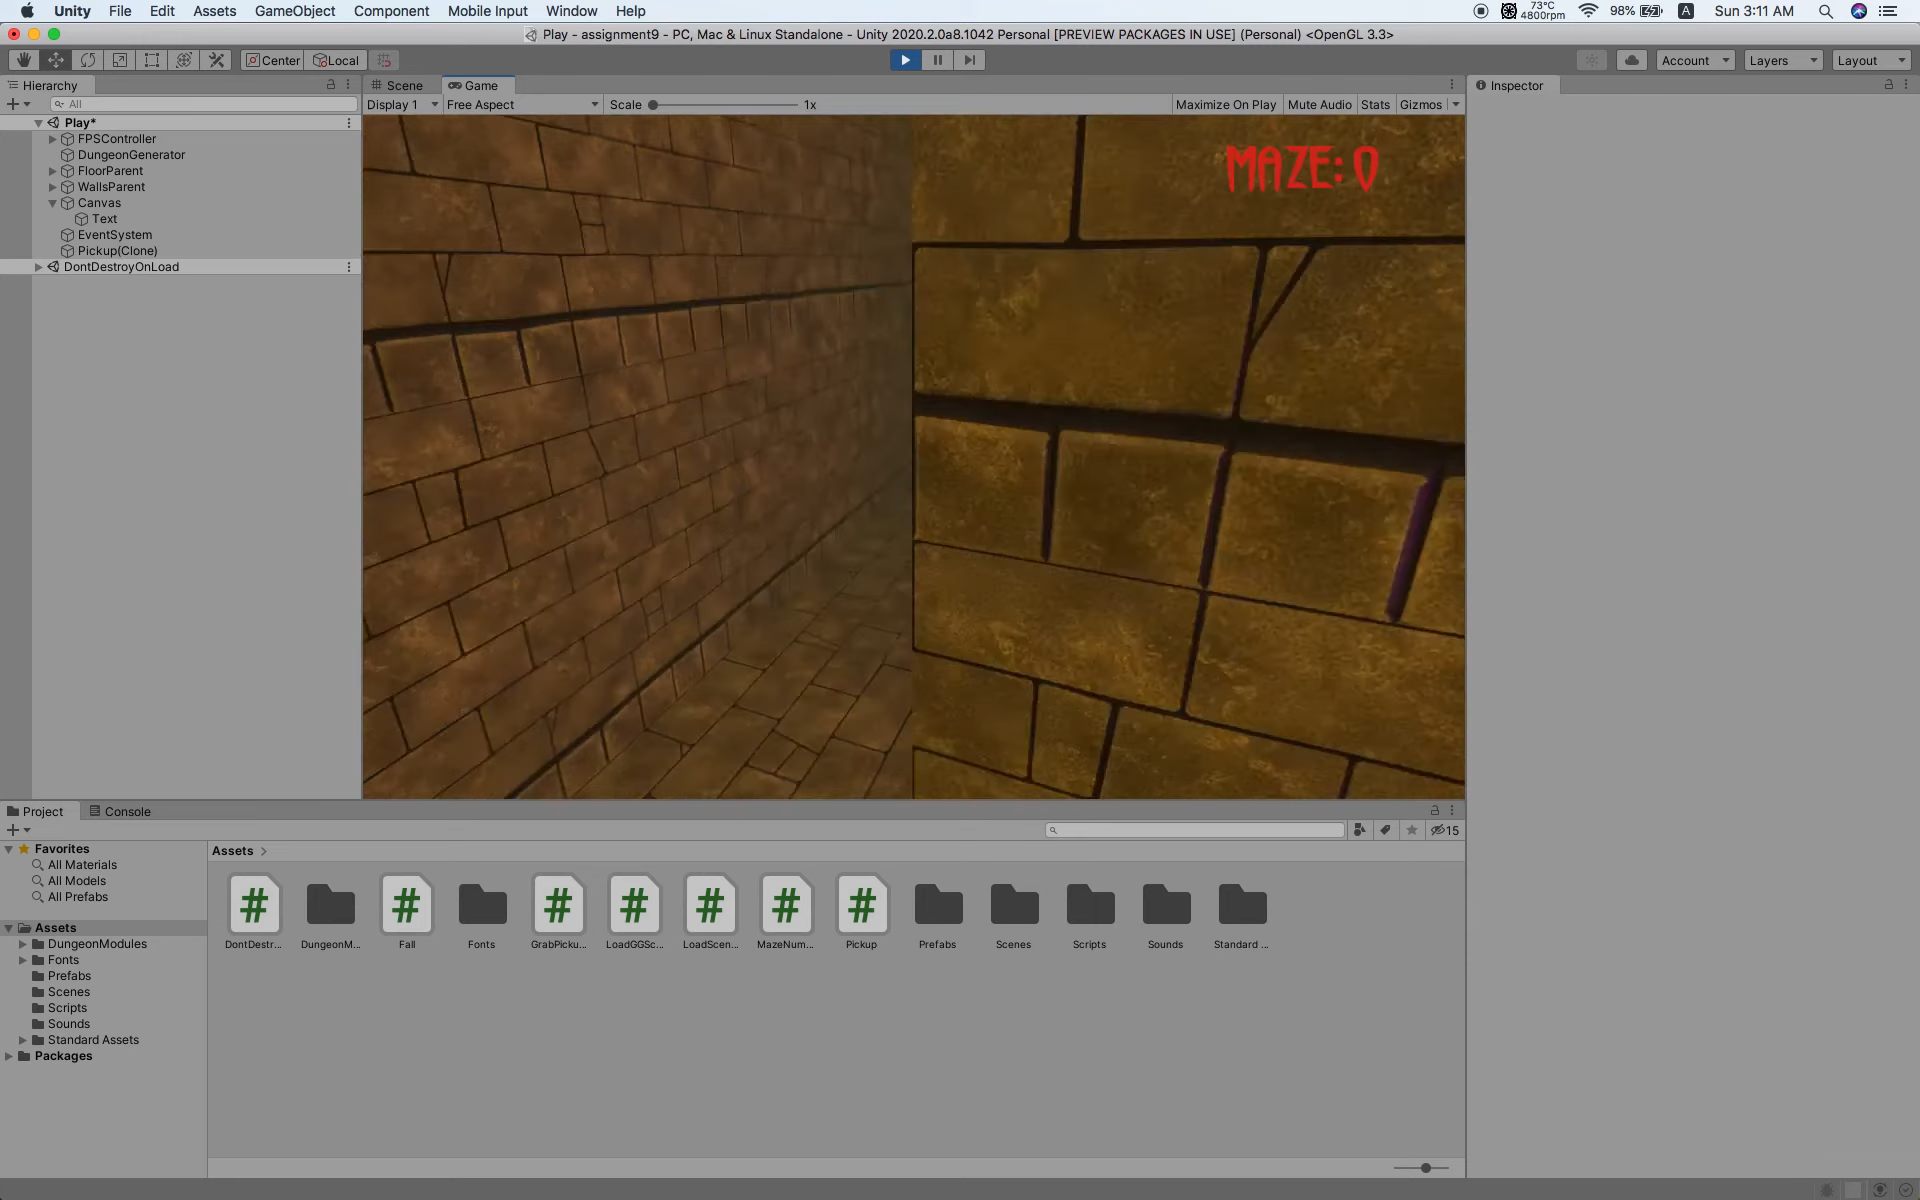 Unity File Edit Assets GameObject Component Mobile Input Window Help 73°C 4800rpm 98% A Sun 3:11 AM
Play - assignment9 - PC, Mac & Linux Standalone - Unity 2020.2.0a8.1042 Personal [PREVIEW PACKAGES IN USE] (Personal) <OpenGL 3.3>
Center Local Account Layers Layout
Hierarchy Scene Game Inspector
All Display 1 Free Aspect Scale 1x Maximize On Play Mute Audio Stats Gizmos
Play*
FPSController
DungeonGenerator
FloorParent
WallsParent
Canvas
Text
EventSystem
Pickup(Clone)
DontDestroyOnLoad
MAZE: 0
Project Console
15
Favorites
All Materials
All Models
All Prefabs
Assets
DungeonModules
Fonts
Prefabs
Scenes
Scripts
Sounds
Standard Assets
Packages
Assets >
DontDestr... DungeonM... Fall Fonts GrabPicku... LoadGGSc... LoadScen... MazeNum... Pickup Prefabs Scenes Scripts Sounds Standard ...